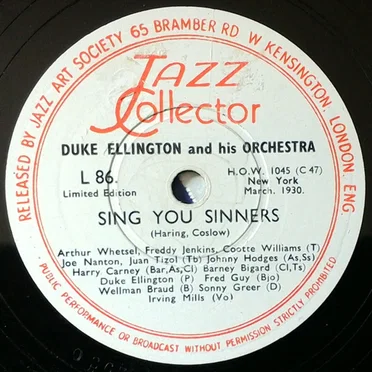 RELEASED BY JAZZ ART SOCIETY 65 BRAMBER RD W KENSINGTON LONDON. ENG
Jazz
Collector
DUKE ELLINGTON and his ORCHESTRA
L 86.
Limited Edition
H.O.W. 1045 (C 47)
New York
March, 1930.
SING YOU SINNERS
(Haring, Coslow)
Arthur Whetsel, Freddy Jenkins, Cootte Williams (T)
Joe Nanton, Juan Tizol (Tb) Johnny Hodges (As,Ss)
Harry Carney (Bar,As,Cl) Barney Bigard (Cl,Ts)
Duke Ellington (P) Fred Guy (Bjo)
Wellman Braud (B) Sonny Greer (D)
Irving Mills (Vo)
PUBLIC PERFORMANCE OR BROADCAST WITHOUT PERMISSION STRICTLY PROHIBITED